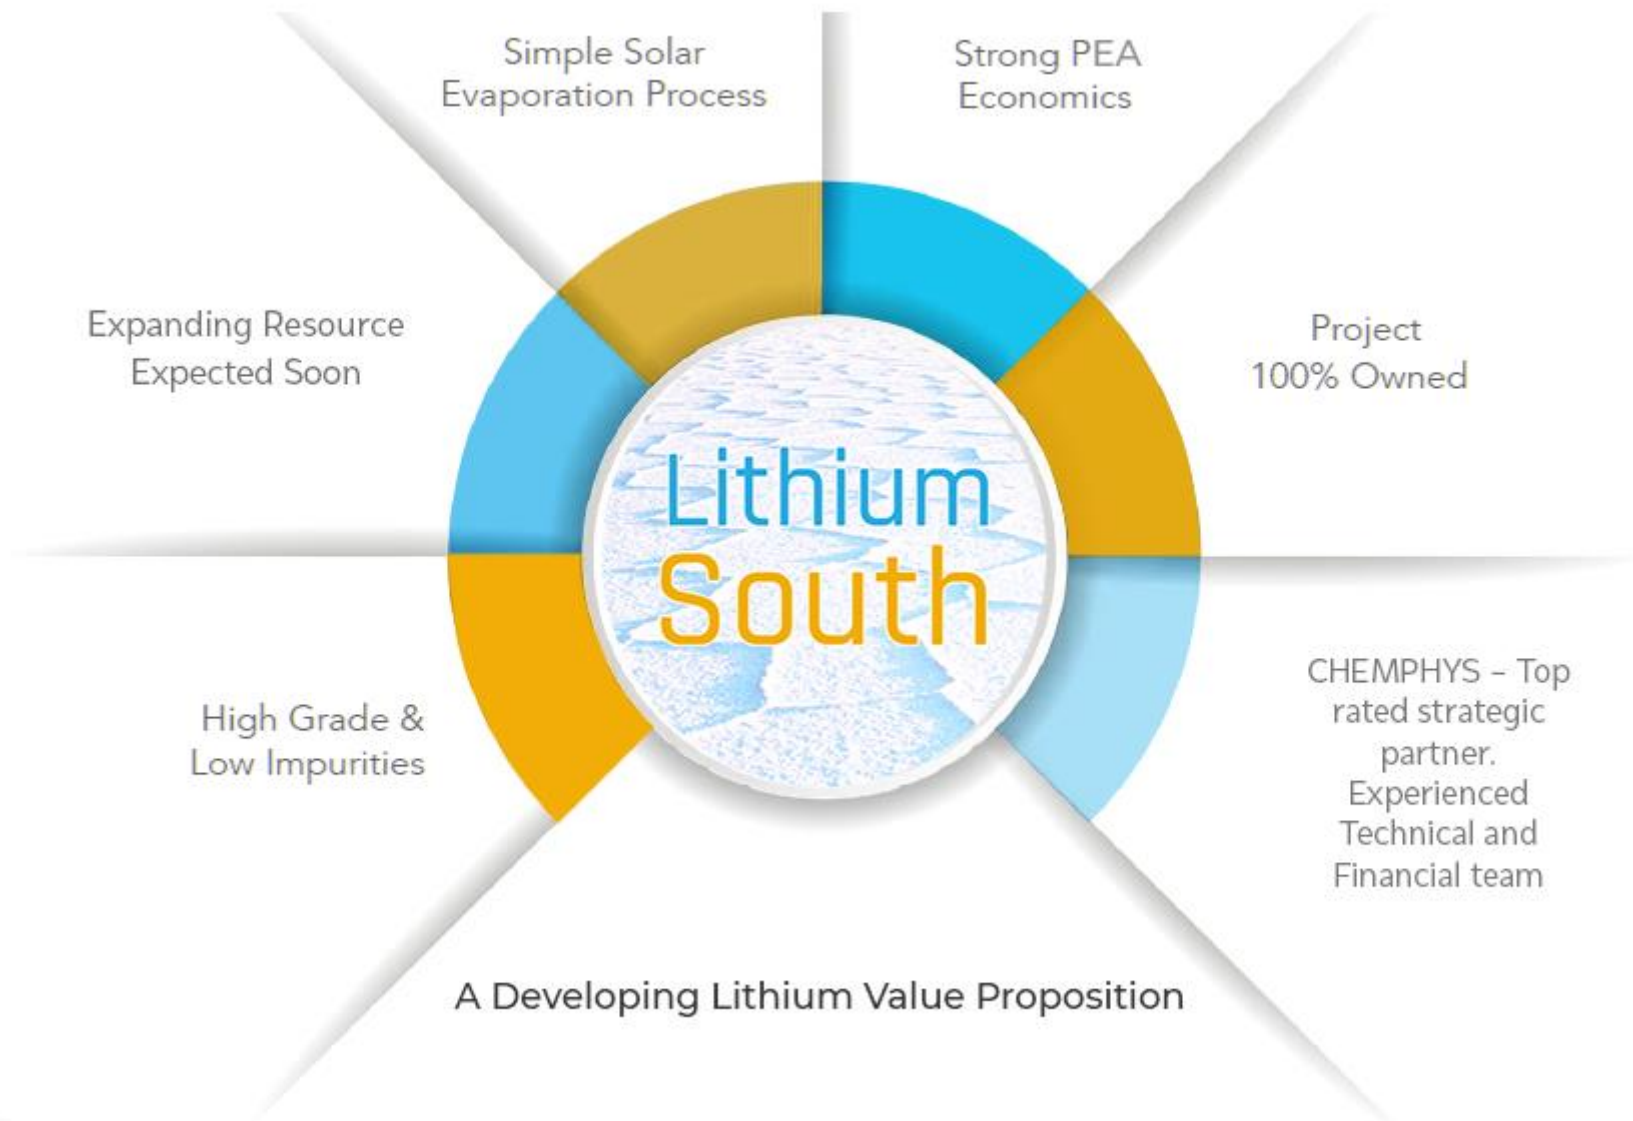 Simple Solar
Evaporation Process
Strong PEA
Economics
Expanding Resource
Expected Soon
Project
100% Owned
Lithium
South
High Grade &
Low Impurities
CHEMPHYS – Top
rated strategic
partner.
Experienced
Technical and
Financial team
A Developing Lithium Value Proposition